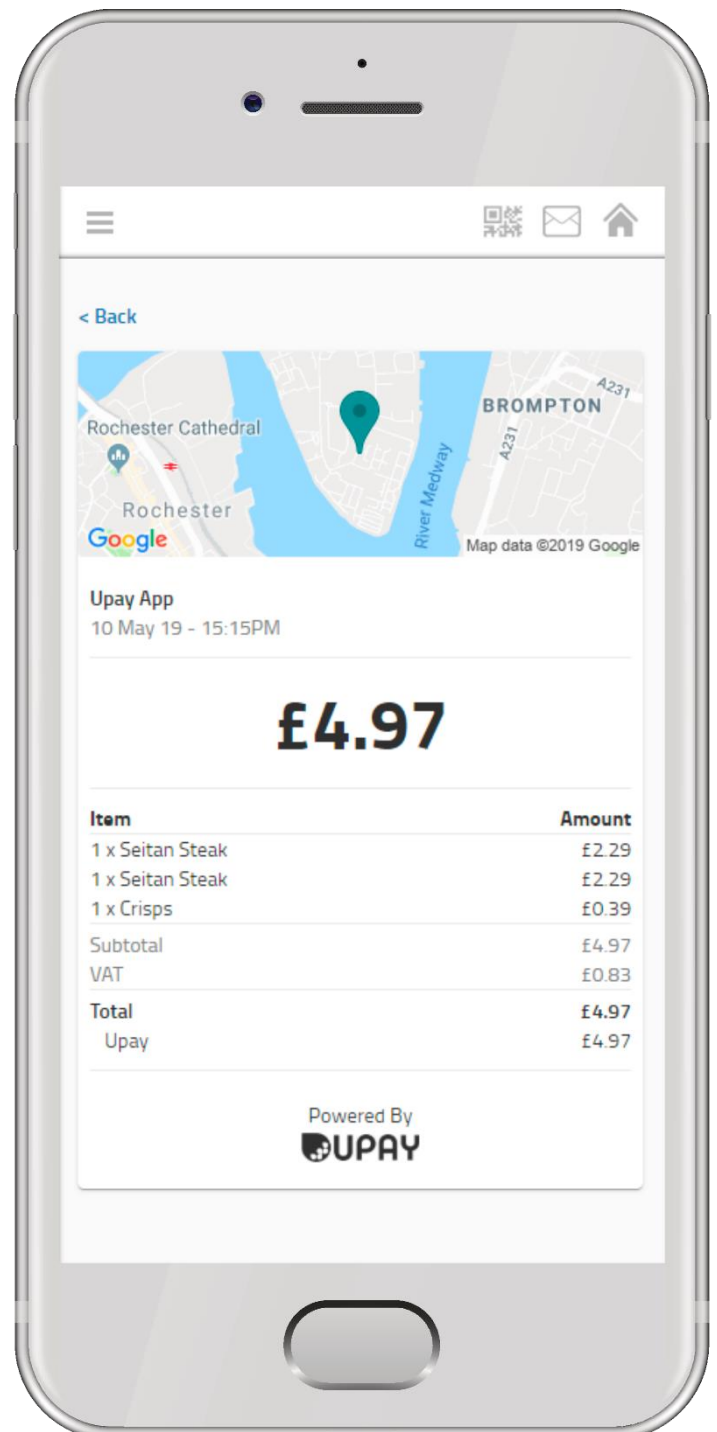 < Back
Rochester Cathedral
Rochester
Google
River Medway
BROMPTON
A231
A231
Map data ©2019 Google
Upay App
10 May 19 - 15:15PM
£4.97
Item Amount
1 x Seitan Steak £2.29
1 x Seitan Steak £2.29
1 x Crisps £0.39
Subtotal £4.97
VAT £0.83
Total £4.97
Upay £4.97
Powered By
UPAY